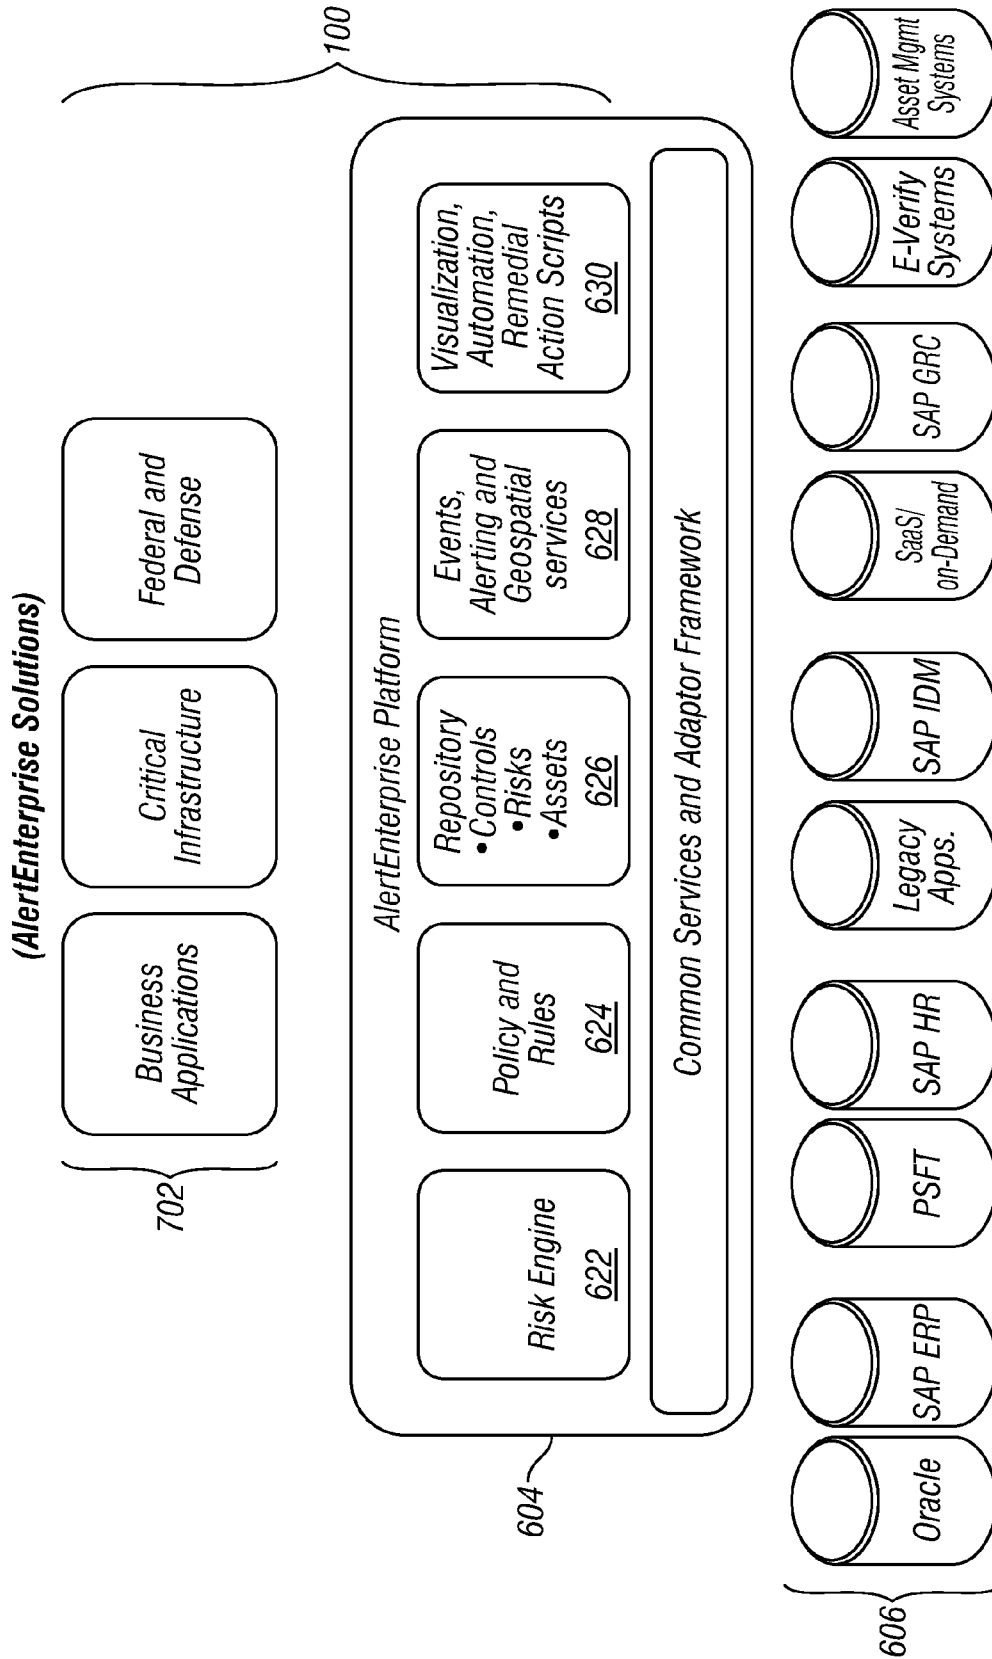 (AlertEnterprise Solutions)
702
Business
Applications
Critical
Infrastructure
Federal and
Defense
100
AlertEnterprise Platform
604
Risk Engine
622
Policy and
Rules
624
Repository
•Controls
•Risks
•Assets
626
Events,
Alerting and
Geospatial
services
628
Visualization,
Automation,
Remedial
Action Scripts
630
Common Services and Adaptor Framework
606
Oracle
SAP ERP
PSFT
SAP HR
Legacy
Apps.
SAP IDM
SaaS/
on-Demand
SAP GRC
E-Verify
Systems
Asset Mgmt
Systems